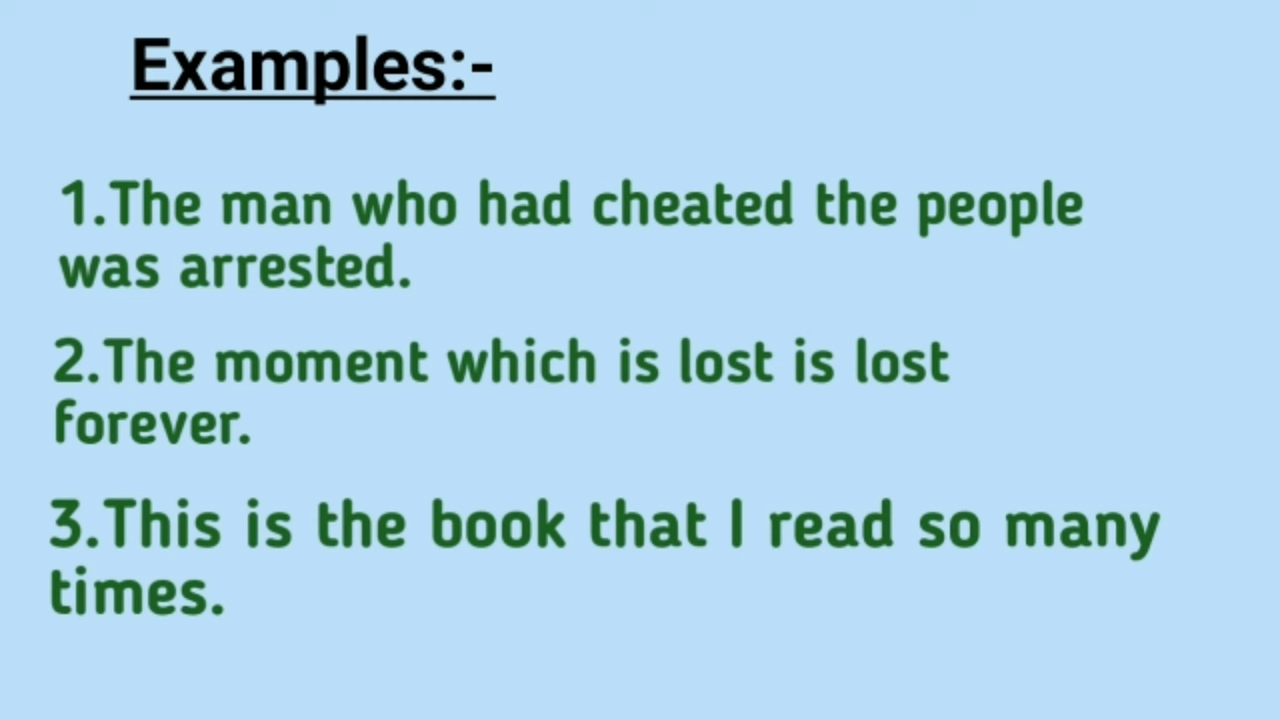 Examples:-
1.The man who had cheated the people
was arrested.
2.The moment which is lost is lost
forever.
3.This is the book that I read so many
times.